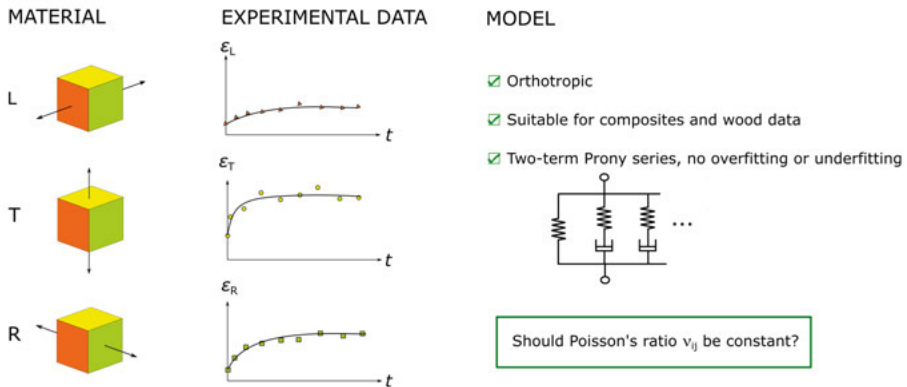 MATERIAL
EXPERIMENTAL DATA
MODEL
L
εL
t
T
εT
t
R
εR
t
Orthotropic
Suitable for composites and wood data
Two-term Prony series, no overfitting or underfitting
...
Should Poisson's ratio νij be constant?